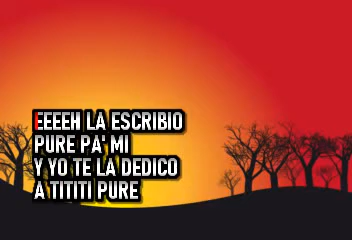 EEEEH LA ESCRIBIO
PURE PA' MI
Y YO TE LA DEDICO
A TITITI PURE